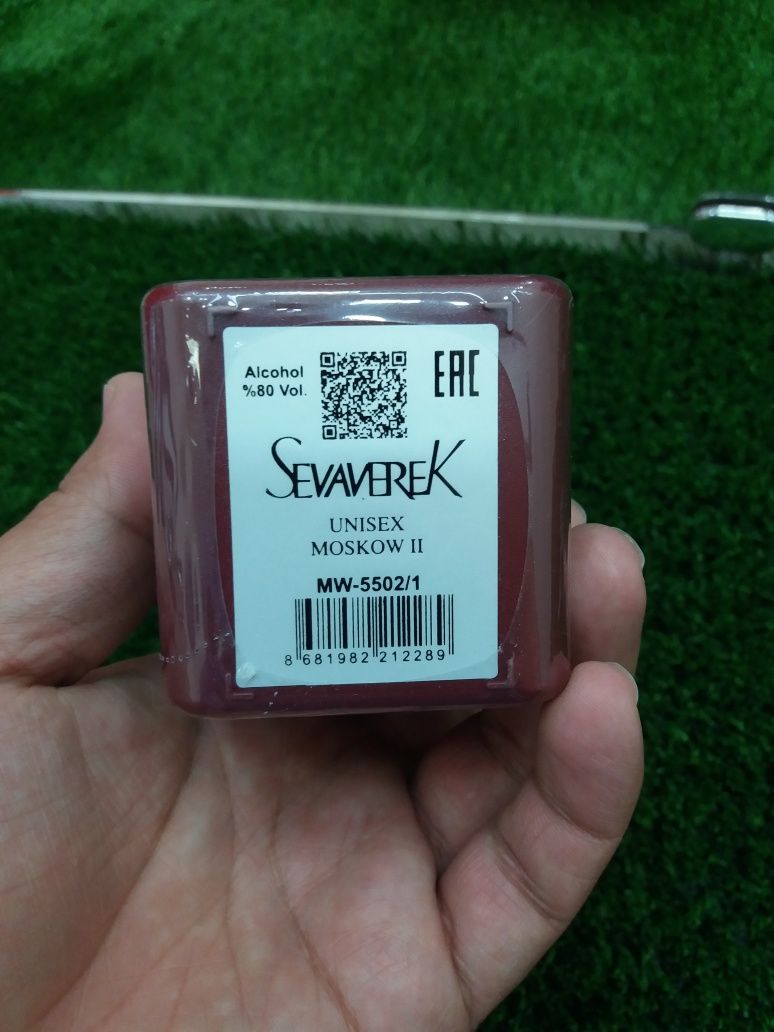 Alcohol
%80 Vol.
EAC
SEVAVEREK
UNISEX
MOSKOW II
MW-5502/1
8 681982 212289